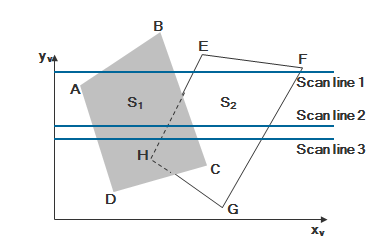 B
E
yv
F
A
Scan line 1
S1
S2
Scan line 2
Scan line 3
H
C
D
G
xv